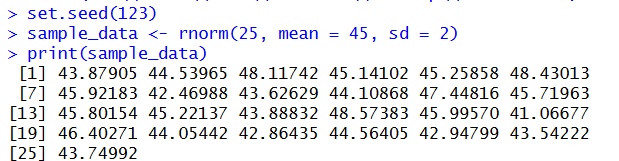 > set.seed(123)
> sample_data <- rnorm(25, mean = 45, sd = 2)
> print(sample_data)
[1] 43.87905 44.53965 48.11742 45.14102 45.25858 48.43013
[7] 45.92183 42.46988 43.62629 44.10868 47.44816 45.71963
[13] 45.80154 45.22137 43.88832 48.57383 45.99570 41.06677
[19] 46.40271 44.05442 42.86435 44.56405 42.94799 43.54222
[25] 43.74992